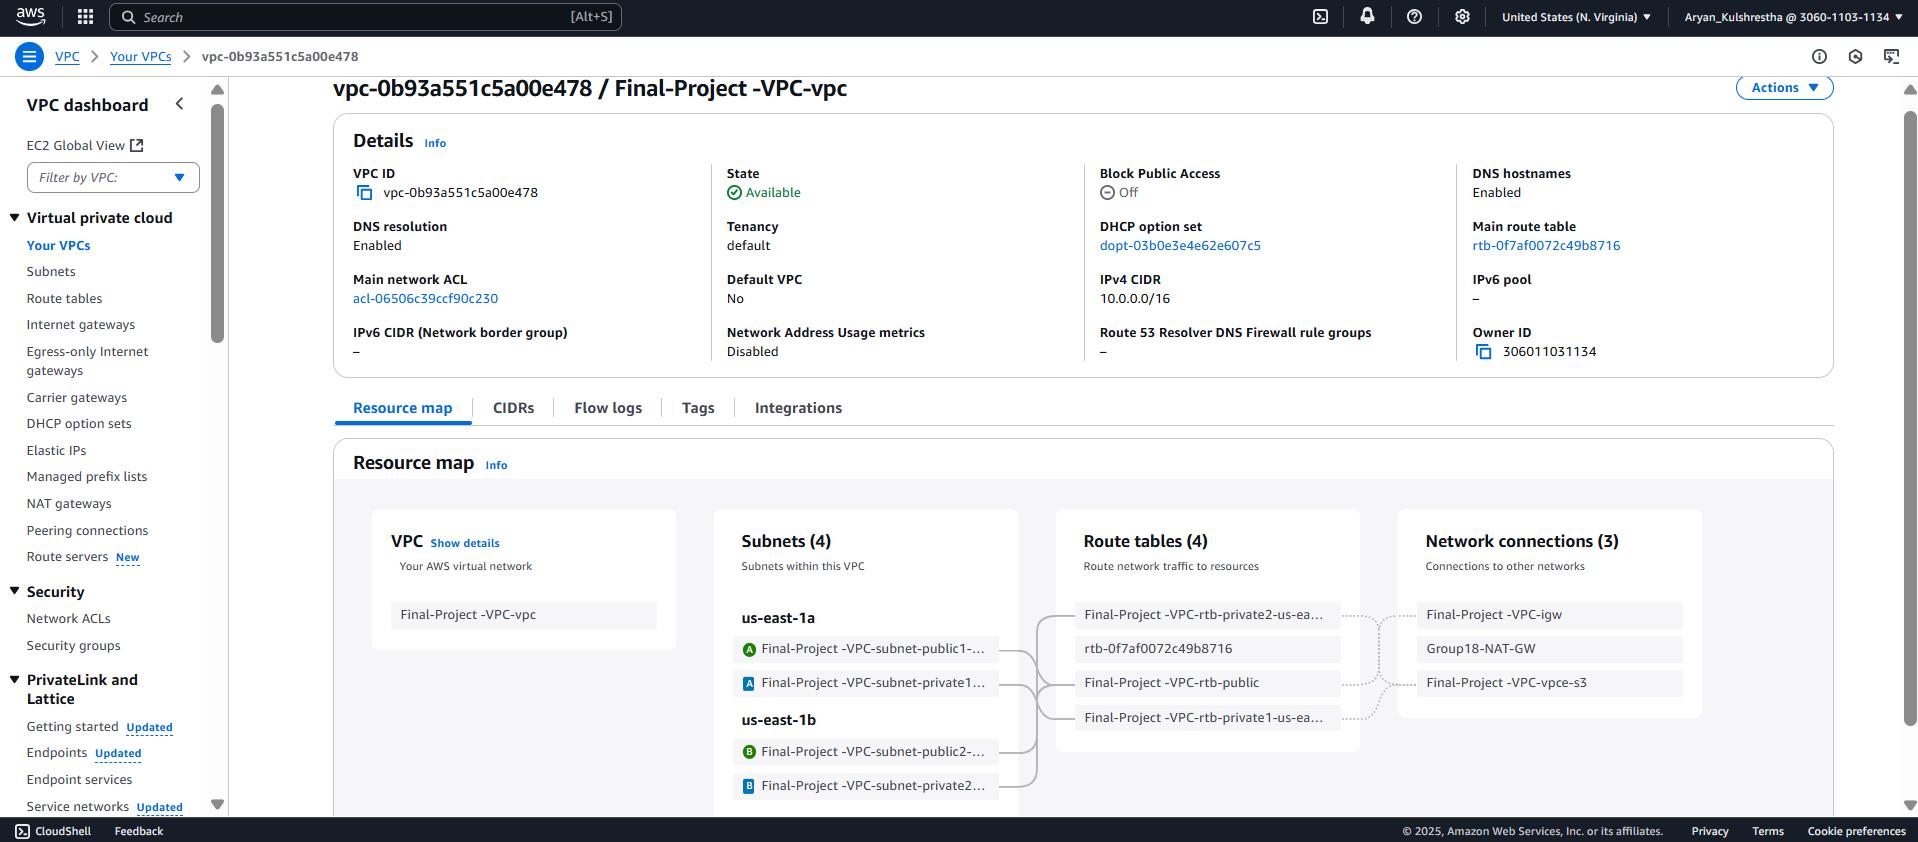 aws
Search
[Alt+S]
United States (N. Virginia)
Aryan_Kulshrestha @ 3060-1103-1134
VPC
Your VPCs
vpc-0b93a551c5a00e478
VPC dashboard
EC2 Global View
Filter by VPC:
Virtual private cloud
Your VPCs
Subnets
Route tables
Internet gateways
Egress-only Internet
gateways
Carrier gateways
DHCP option sets
Elastic IPs
Managed prefix lists
NAT gateways
Peering connections
Route servers New
Security
Network ACLs
Security groups
PrivateLink and
Lattice
Getting started Updated
Endpoints Updated
Endpoint services
Service networks Updated
vpc-0b93a551c5a00e478 / Final-Project -VPC-vpc
Actions
Details Info
VPC ID
vpc-0b93a551c5a00e478
State
Available
Block Public Access
Off
DNS hostnames
Enabled
DNS resolution
Enabled
Tenancy
default
DHCP option set
dopt-03b0e3e4e62e607c5
Main route table
rtb-0f7af0072c49b8716
Main network ACL
acl-06506c39ccf90c230
Default VPC
No
IPv4 CIDR
10.0.0.0/16
IPv6 pool
–
IPv6 CIDR (Network border group)
–
Network Address Usage metrics
Disabled
Route 53 Resolver DNS Firewall rule groups
–
Owner ID
306011031134
Resource map
CIDRs
Flow logs
Tags
Integrations
Resource map Info
VPC Show details
Your AWS virtual network
Final-Project -VPC-vpc
Subnets (4)
Subnets within this VPC
us-east-1a
A Final-Project -VPC-subnet-public1-...
A Final-Project -VPC-subnet-private1...
us-east-1b
B Final-Project -VPC-subnet-public2-...
B Final-Project -VPC-subnet-private2...
Route tables (4)
Route network traffic to resources
Final-Project -VPC-rtb-private2-us-ea...
rtb-0f7af0072c49b8716
Final-Project -VPC-rtb-public
Final-Project -VPC-rtb-private1-us-ea...
Network connections (3)
Connections to other networks
Final-Project -VPC-igw
Group18-NAT-GW
Final-Project -VPC-vpce-s3
CloudShell
Feedback
© 2025, Amazon Web Services, Inc. or its affiliates.
Privacy
Terms
Cookie preferences